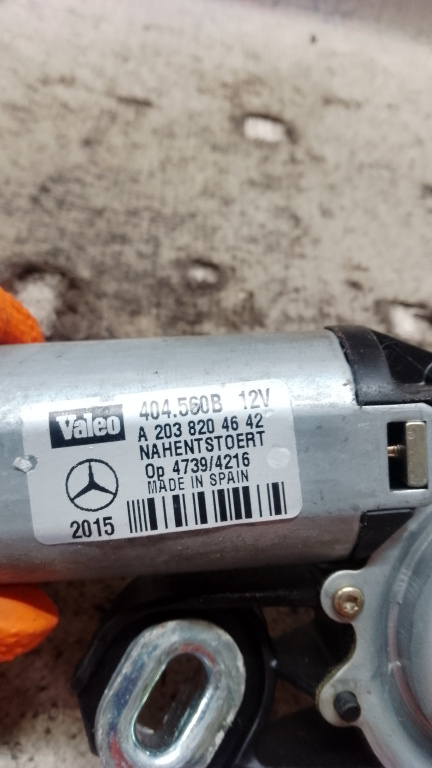 Valeo
404.560B 12V
A 203 820 46 42
NAHENTSTOERT
Op 4739/4216
MADE IN SPAIN
2015